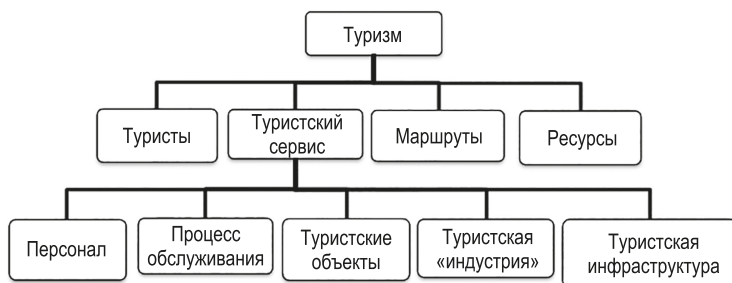 Туризм
Туристы
Туристский
сервис
Маршруты
Ресурсы
Персонал
Процесс
обслуживания
Туристские
объекты
Туристская
«индустрия»
Туристская
инфраструктура